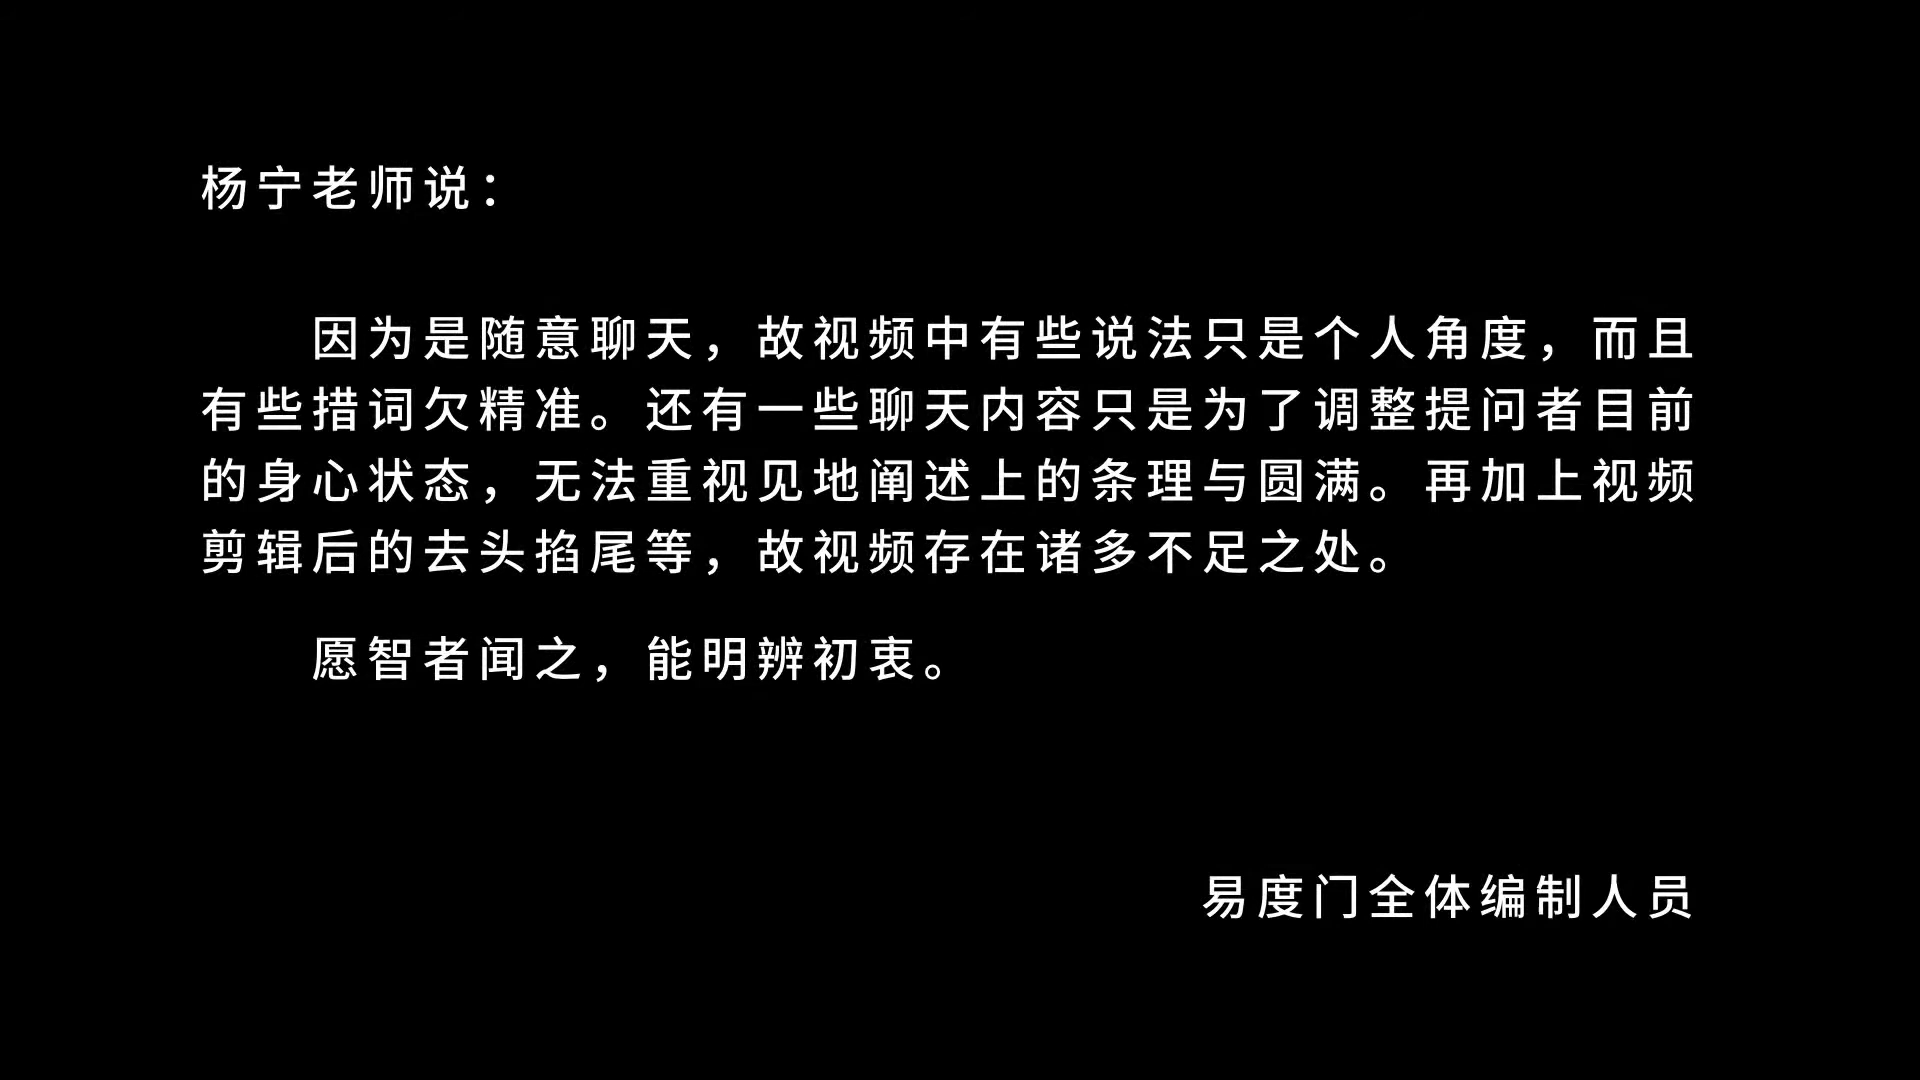 杨宁老师说：
因为是随意聊天，故视频中有些说法只是个人角度，而且
有些措词欠精准。还有一些聊天内容只是为了调整提问者目前
的身心状态，无法重视见地阐述上的条理与圆满。再加上视频
剪辑后的去头掐尾等，故视频存在诸多不足之处。
愿智者闻之，能明辨初衷。
易度门全体编制人员